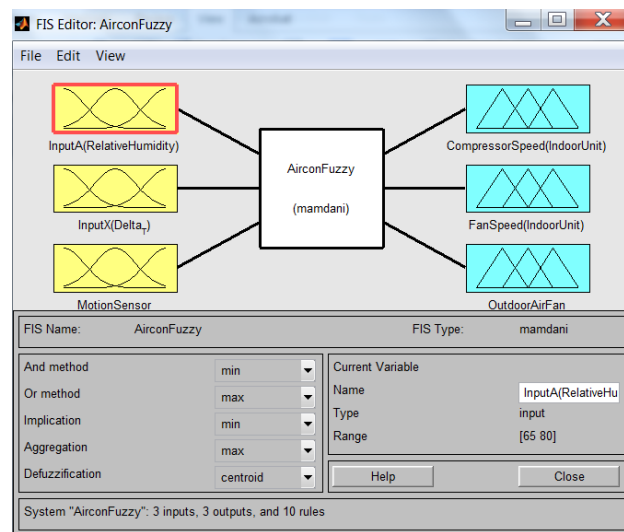 FIS Editor: AirconFuzzy
File Edit View
InputA(RelativeHumidity)
CompressorSpeed(IndoorUnit)
AirconFuzzy
(mamdani)
InputX(Delta_T)
FanSpeed(IndoorUnit)
MotionSensor
OutdoorAirFan
FIS Name: AirconFuzzy FIS Type: mamdani
And method min
Or method max
Implication min
Aggregation max
Defuzzification centroid
Current Variable
Name InputA(RelativeHu
Type input
Range [65 80]
Help Close
System "AirconFuzzy": 3 inputs, 3 outputs, and 10 rules